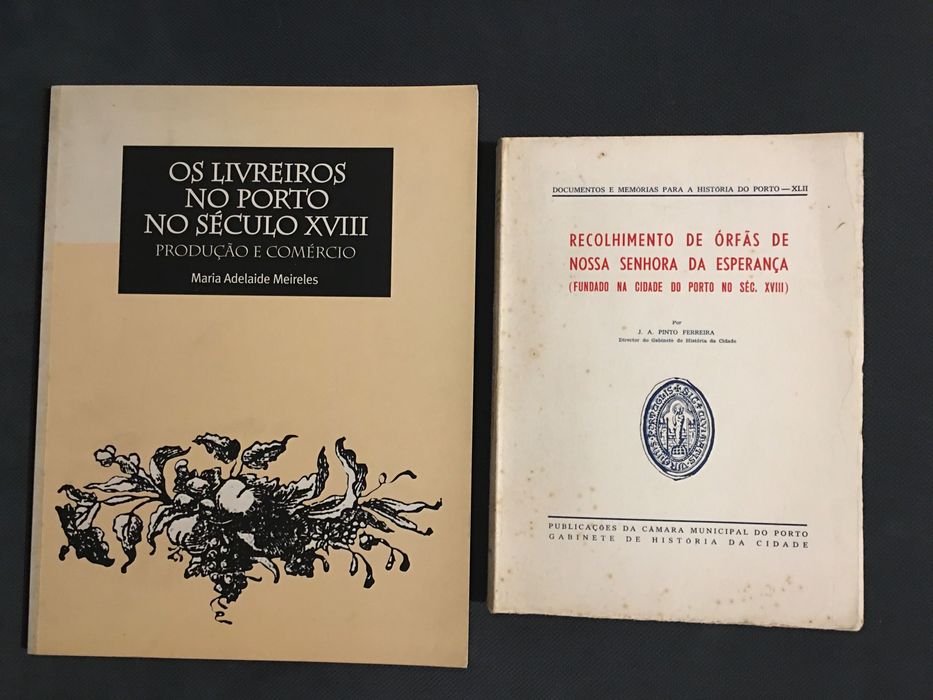 OS LIVREIROS
NO PORTO
NO SÉCULO XVIII
PRODUÇÃO E COMÉRCIO
Maria Adelaide Meireles
DOCUMENTOS E MEMÓRIAS PARA A HISTÓRIA DO PORTO — XLII
RECOLHIMENTO DE ÓRFÃS DE
NOSSA SENHORA DA ESPERANÇA
(FUNDADO NA CIDADE DO PORTO NO SÉC. XVIII)
Por
J. A. PINTO FERREIRA
Director do Gabinete de História da Cidade
PUBLICAÇÕES DA CÂMARA MUNICIPAL DO PORTO
GABINETE DE HISTÓRIA DA CIDADE